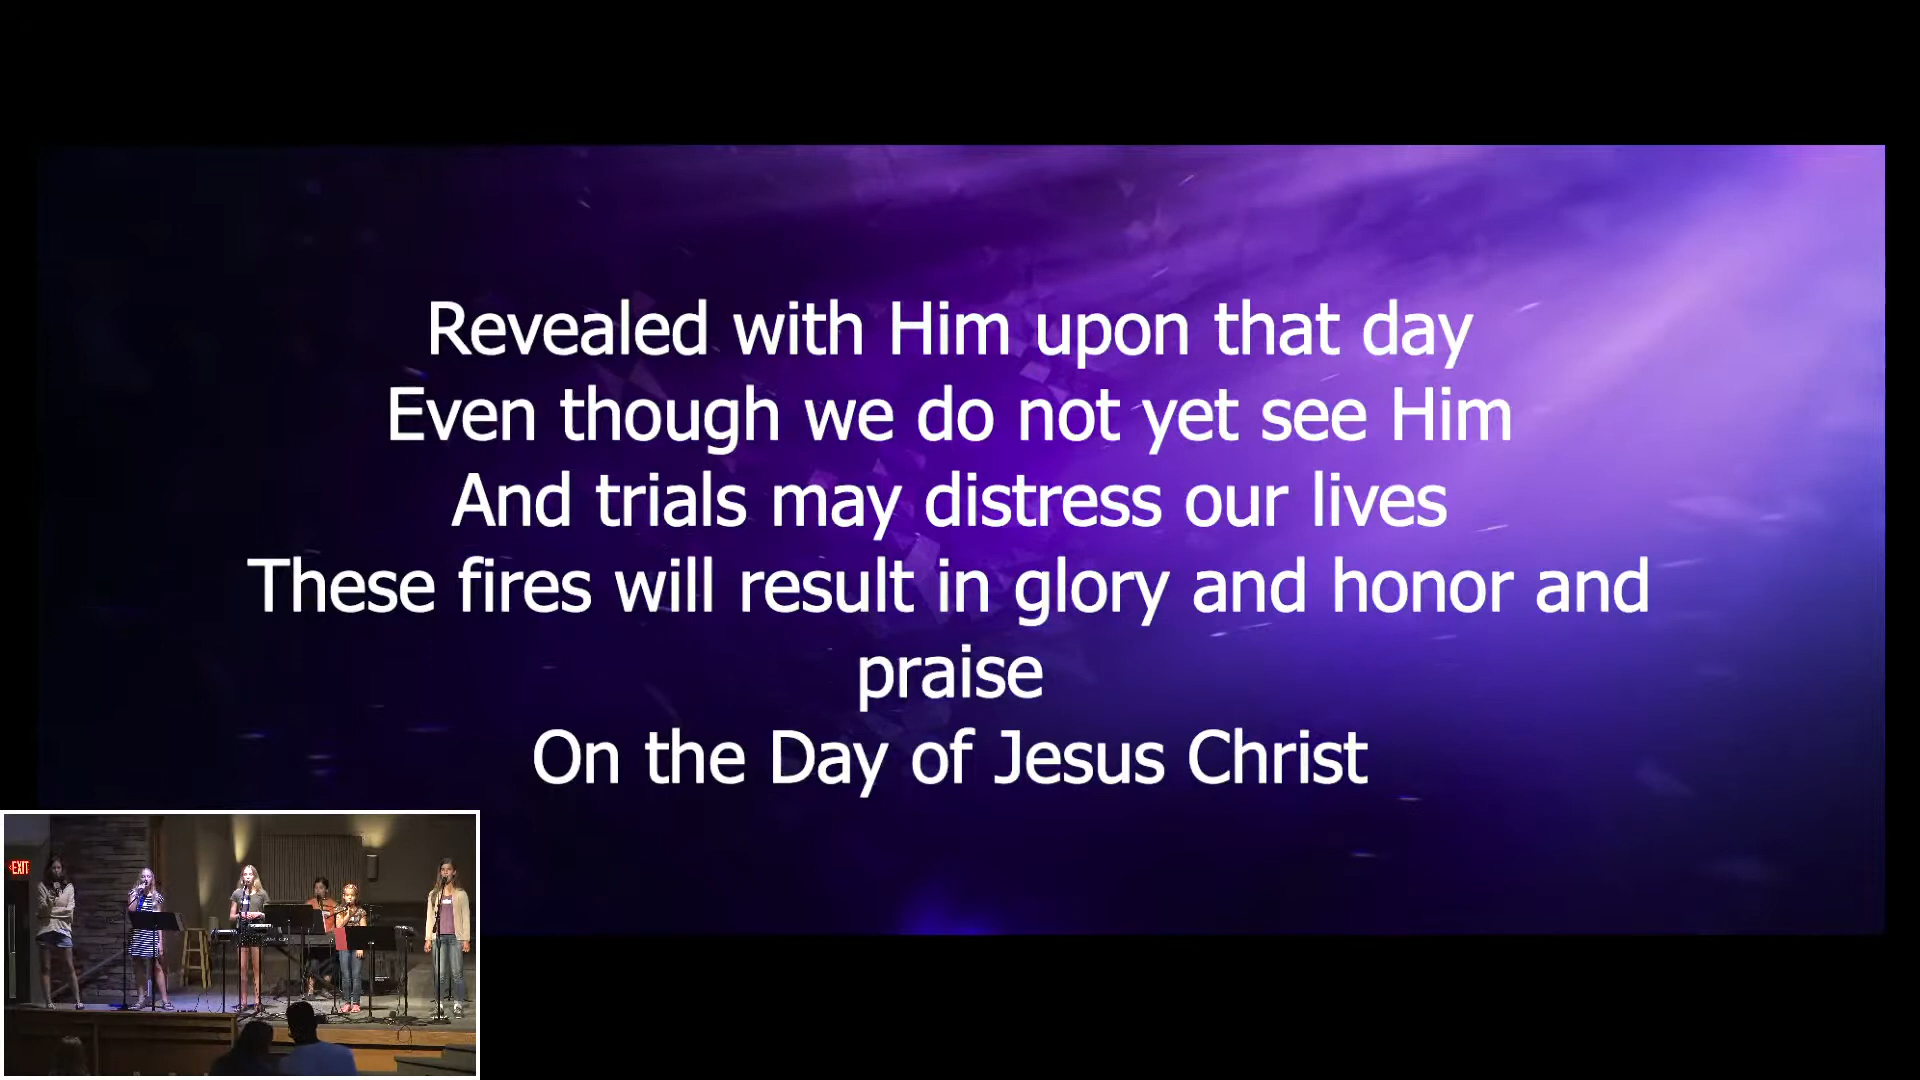 Revealed with Him upon that day
Even though we do not yet see Him
And trials may distress our lives
These fires will result in glory and honor and
praise
On the Day of Jesus Christ
EXIT